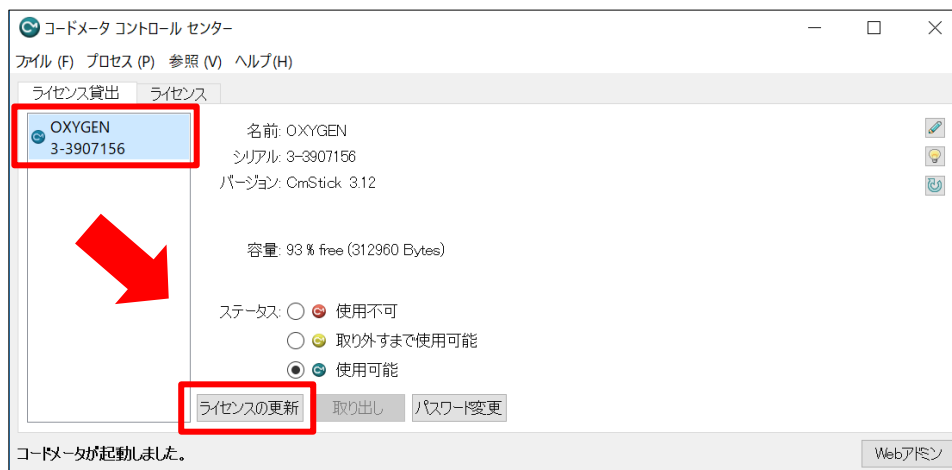 コードメータ コントロール センター
ファイル (F) プロセス (P) 参照 (V) ヘルプ(H)
ライセンス貸出 ライセンス
OXYGEN
3-3907156
名前: OXYGEN
シリアル: 3-3907156
バージョン: CmStick 3.12
容量: 93 % free (312960 Bytes)
ステータス: 使用不可
取り外すまで使用可能
使用可能
ライセンスの更新 取り出し パスワード変更
コードメータが起動しました。 Webアドミン